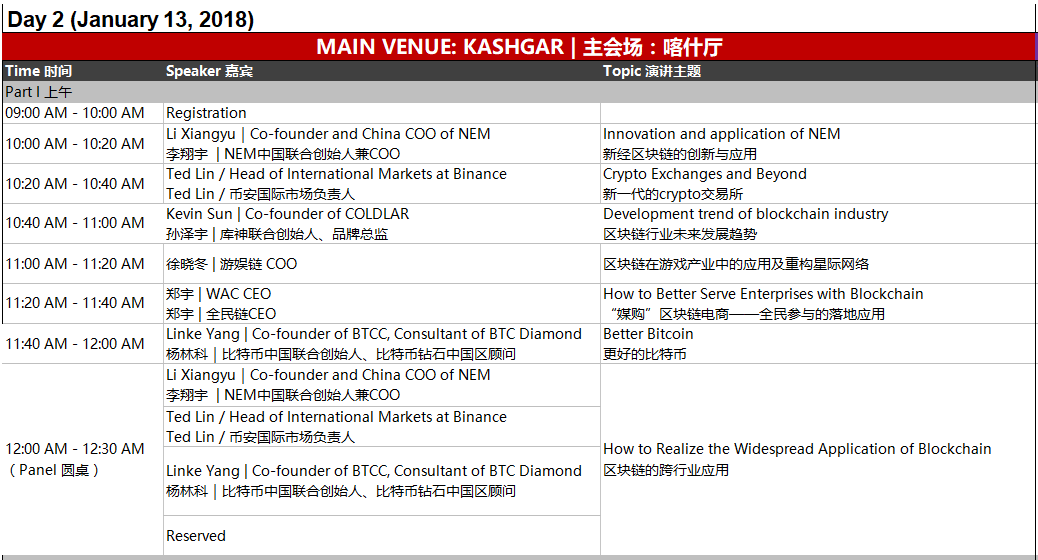 Day 2 (January 13, 2018)
MAIN VENUE: KASHGAR | 主会场：喀什厅
Time 时间 Speaker 嘉宾 Topic 演讲主题
Part I 上午
09:00 AM - 10:00 AM Registration
10:00 AM - 10:20 AM
Li Xiangyu | Co-founder and China COO of NEM
李翔宇 | NEM中国联合创始人兼COO
Innovation and application of NEM
新经区块链的创新与应用
10:20 AM - 10:40 AM
Ted Lin / Head of International Markets at Binance
Ted Lin / 币安国际市场负责人
Crypto Exchanges and Beyond
新一代的crypto交易所
10:40 AM - 11:00 AM
Kevin Sun | Co-founder of COLDLAR
孙泽宇 | 库神联合创始人、品牌总监
Development trend of blockchain industry
区块链行业未来发展趋势
11:00 AM - 11:20 AM
徐晓冬 | 游娱链 COO
区块链在游戏产业中的应用及重构星际网络
11:20 AM - 11:40 AM
郑宇 | WAC CEO
郑宇 | 全民链CEO
How to Better Serve Enterprises with Blockchain
“媒购”区块链电商——全民参与的落地应用
11:40 AM - 12:00 AM
Linke Yang | Co-founder of BTCC, Consultant of BTC Diamond
杨林科 | 比特币中国联合创始人、比特币钻石中国区顾问
Better Bitcoin
更好的比特币
12:00 AM - 12:30 AM
（Panel 圆桌）
Li Xiangyu | Co-founder and China COO of NEM
李翔宇 | NEM中国联合创始人兼COO
Ted Lin / Head of International Markets at Binance
Ted Lin / 币安国际市场负责人
Linke Yang | Co-founder of BTCC, Consultant of BTC Diamond
杨林科 | 比特币中国联合创始人、比特币钻石中国区顾问
Reserved
How to Realize the Widespread Application of Blockchain
区块链的跨行业应用